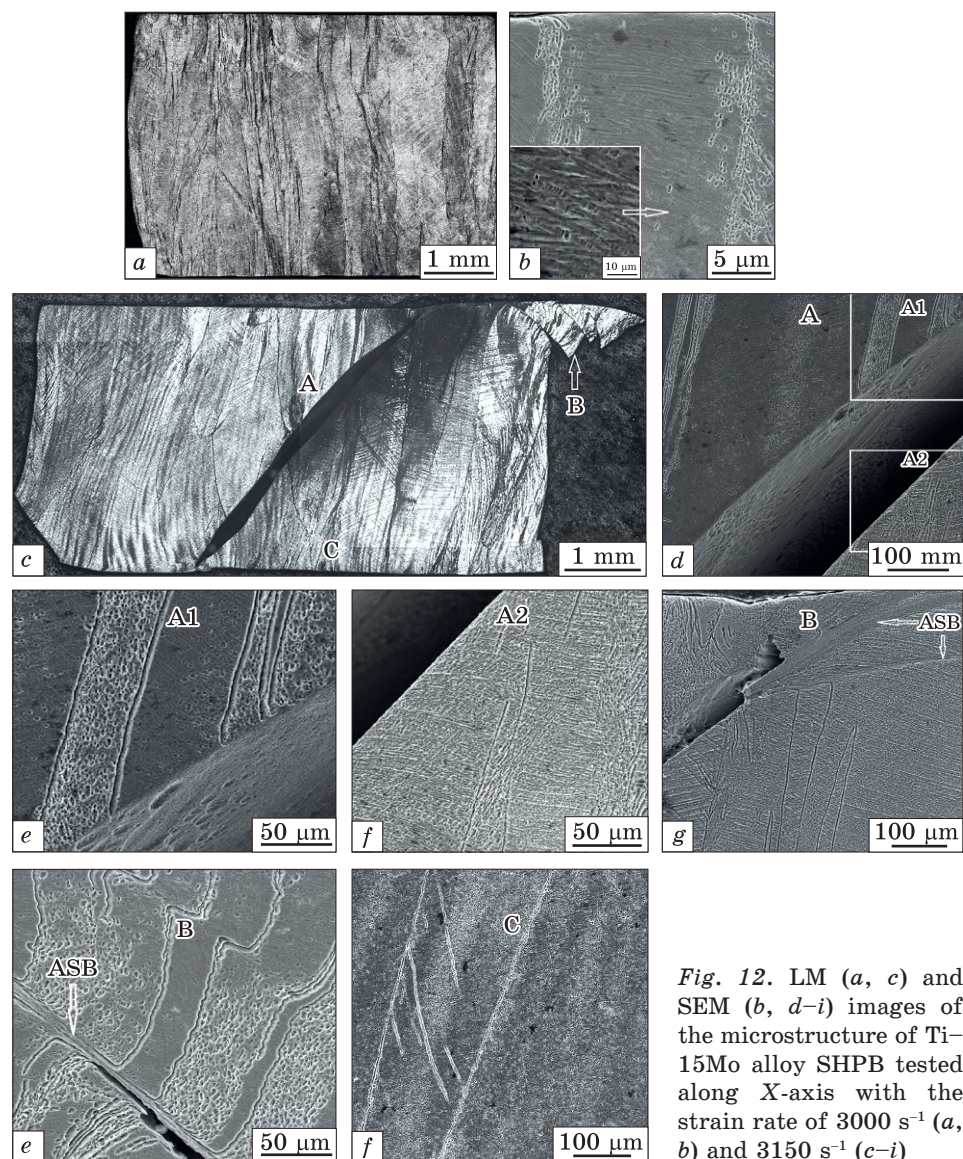 a
1 mm
b
10 μm
5 μm
A
B
C
c
1 mm
A
A1
A2
d
100 mm
A1
e
50 μm
A2
f
50 μm
B
ASB
g
100 μm
B
ASB
e
50 μm
C
f
100 μm
Fig. 12. LM (a, c) and
SEM (b, d–i) images of
the microstructure of Ti–
15Mo alloy SHPB tested
along X-axis with the
strain rate of 3000 s⁻¹ (a,
b) and 3150 s⁻¹ (c–i)